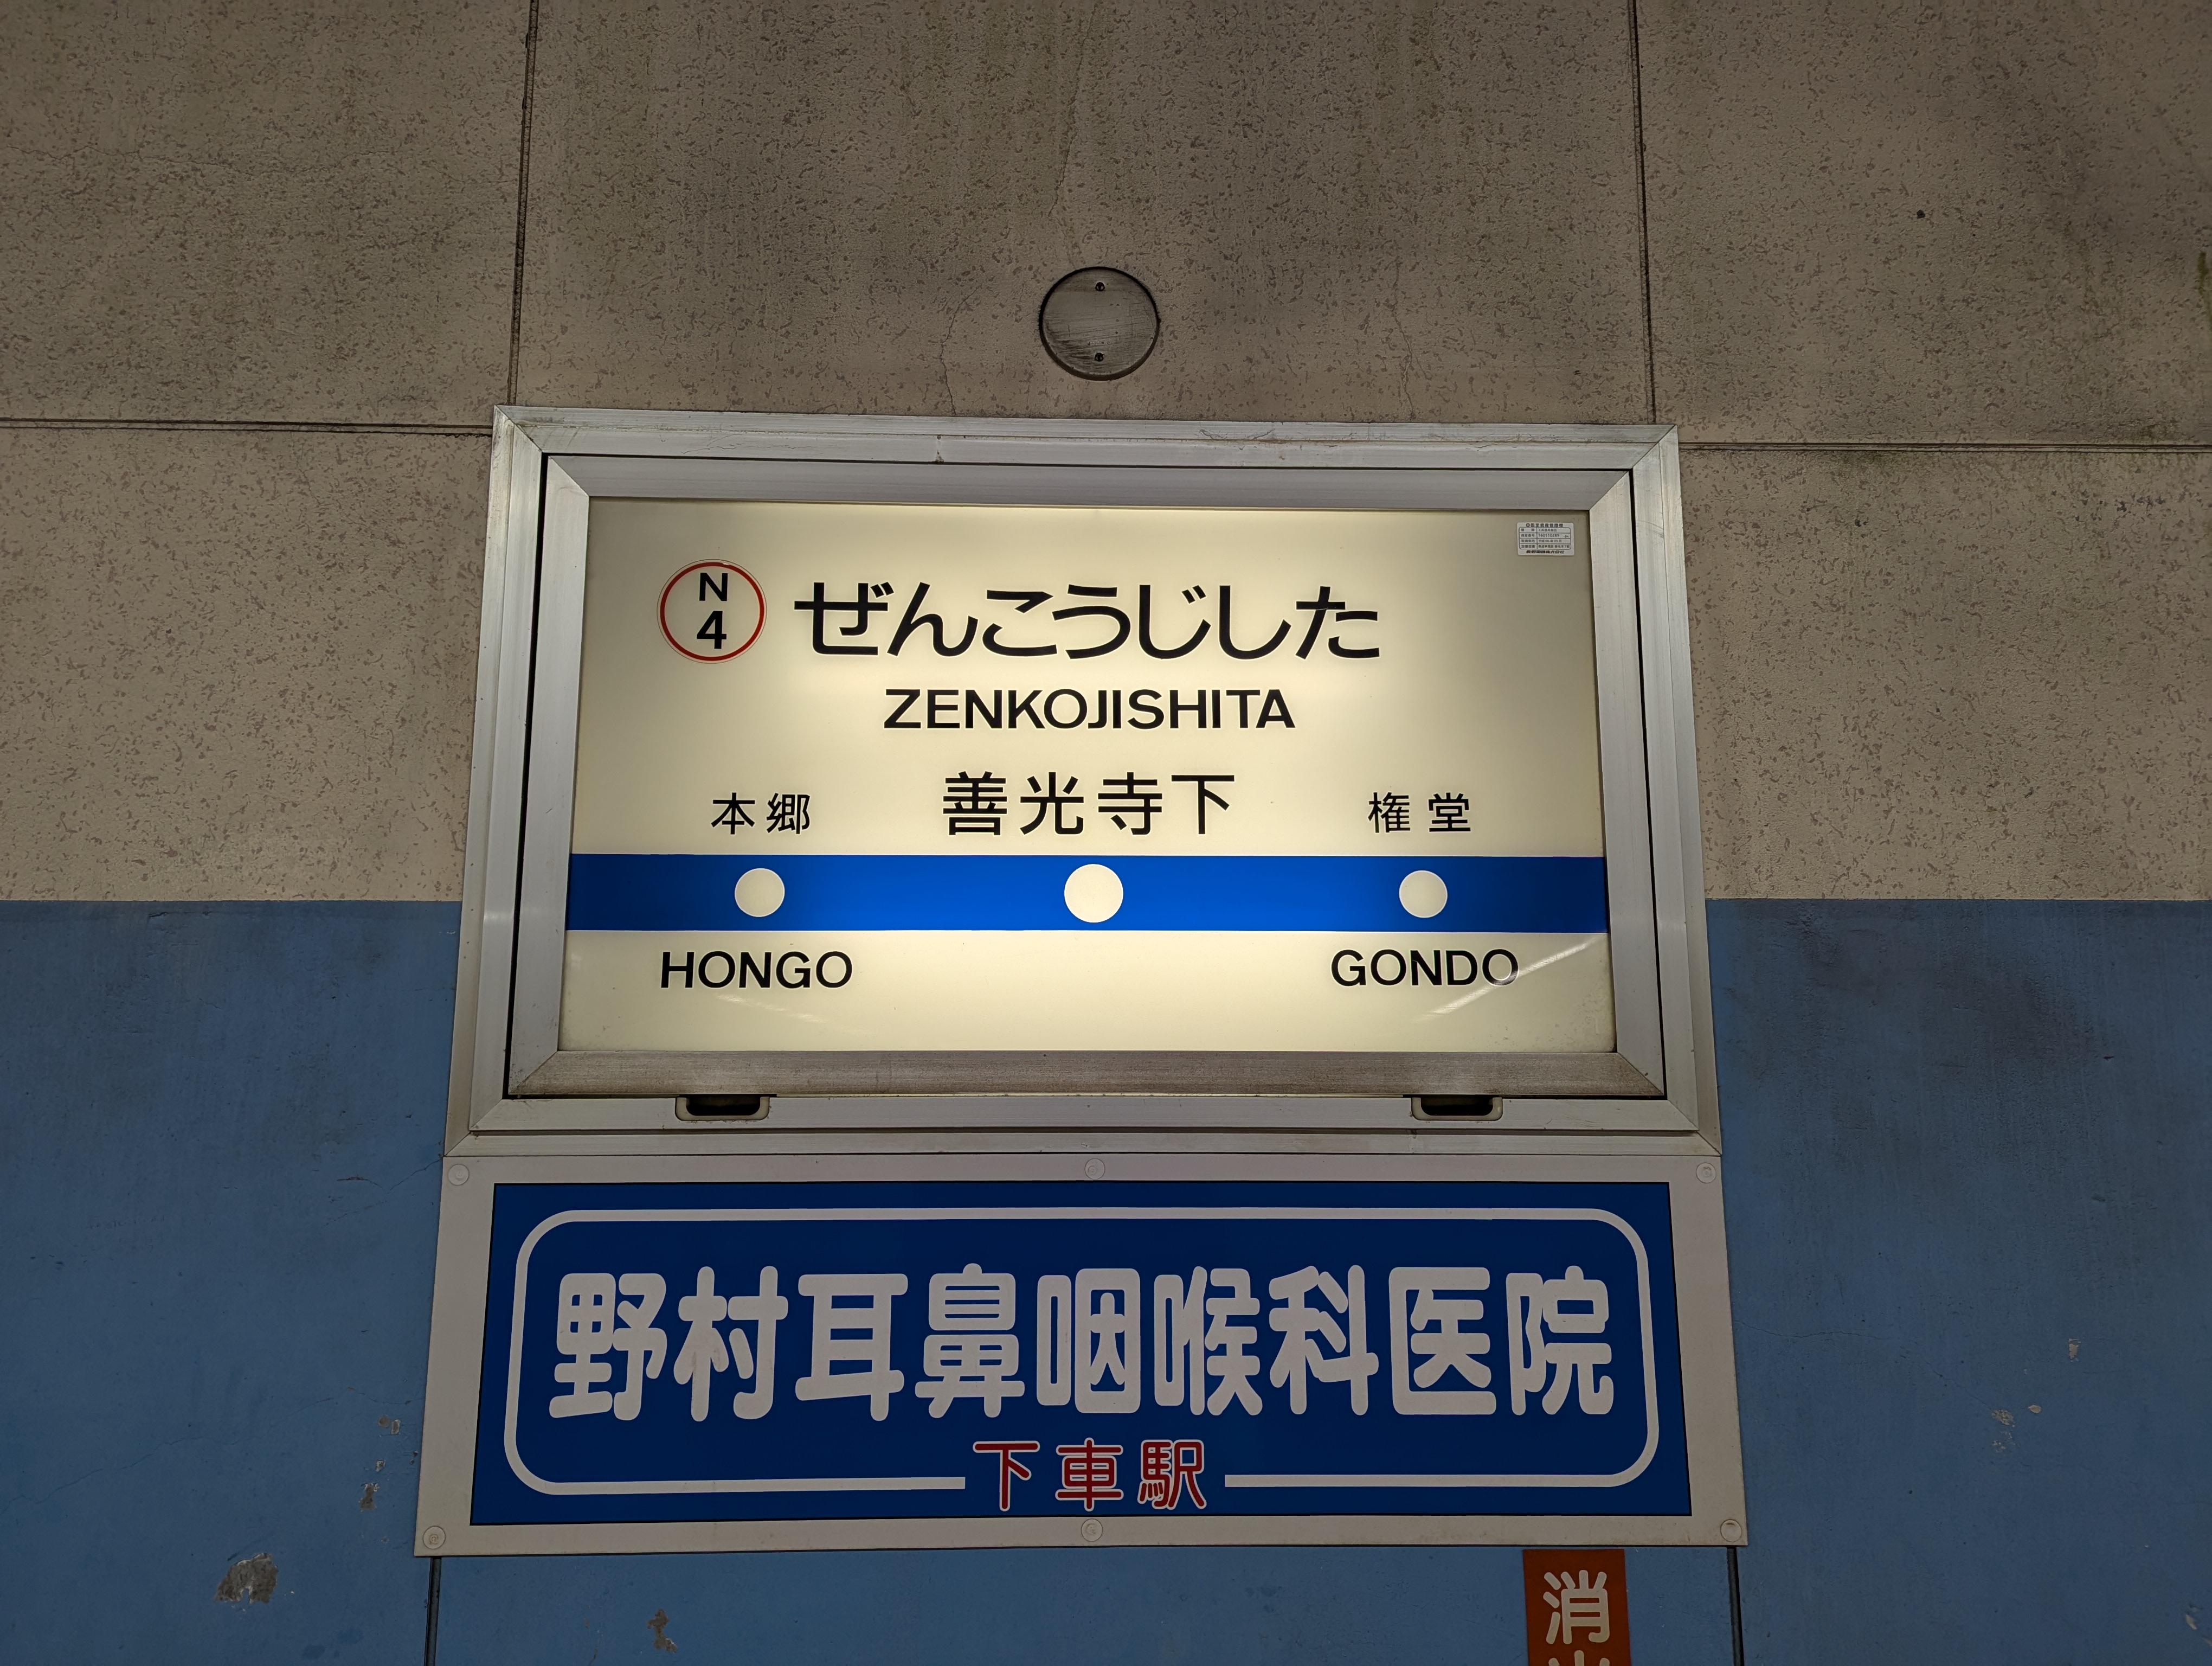 N
4
ぜんこうじした
ZENKOJISHITA
本郷 善光寺下 権堂
HONGO GONDO
野村耳鼻咽喉科医院
下車駅
消